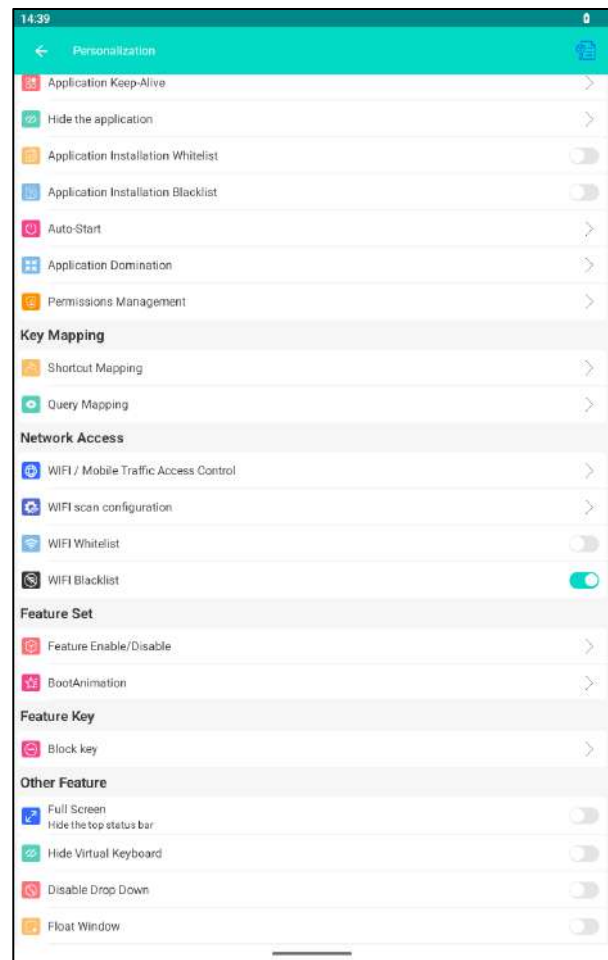 14:39
Personalization
Application Keep-Alive
Hide the application
Application Installation Whitelist
Application Installation Blacklist
Auto-Start
Application Domination
Permissions Management
Key Mapping
Shortcut Mapping
Query Mapping
Network Access
WIFI / Mobile Traffic Access Control
WIFI scan configuration
WIFI Whitelist
WIFI Blacklist
Feature Set
Feature Enable/Disable
BootAnimation
Feature Key
Block key
Other Feature
Full Screen
Hide the top status bar
Hide Virtual Keyboard
Disable Drop Down
Float Window